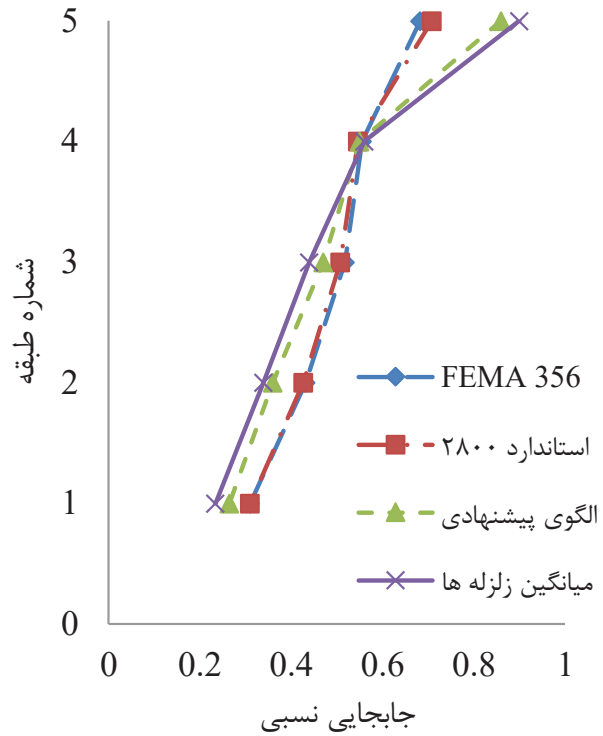 5
4
3
2
1
0
شماره طبقه
FEMA 356
استاندارد ۲۸۰۰
الگوی پیشنهادی
میانگین زلزله ها
0 0.2 0.4 0.6 0.8 1
جابجایی نسبی